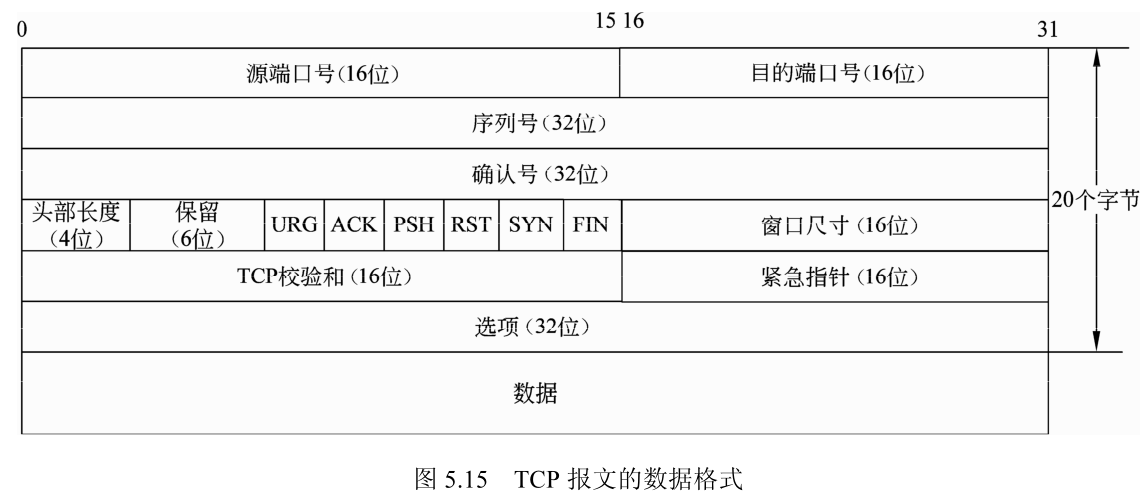 0 15 16 31
源端口号(16位) 目的端口号(16位)
序列号(32位)
确认号(32位)
头部长度 保留 URG ACK PSH RST SYN FIN 窗口尺寸(16位) 20个字节
(4位) (6位)
TCP校验和(16位) 紧急指针(16位)
选项(32位)
数据
图 5.15 TCP 报文的数据格式